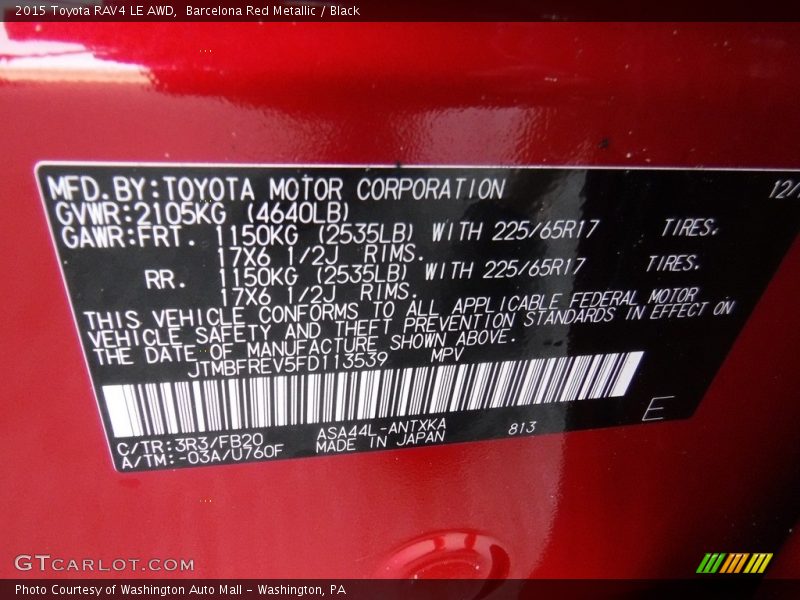 2015 Toyota RAV4 LE AWD, Barcelona Red Metallic / Black
MFD.BY:TOYOTA MOTOR CORPORATION 12/
GVWR:2105KG (4640LB)
GAWR:FRT. 1150KG (2535LB) WITH 225/65R17 TIRES.
17X6 1/2J RIMS.
RR. 1150KG (2535LB) WITH 225/65R17 TIRES.
17X6 1/2J RIMS.
THIS VEHICLE CONFORMS TO ALL APPLICABLE FEDERAL MOTOR
VEHICLE SAFETY AND THEFT PREVENTION STANDARDS IN EFFECT ON
THE DATE OF MANUFACTURE SHOWN ABOVE.
JTMBFREV5FD113539 MPV
C/TR:3R3/FB20 ASA44L-ANTXKA 813 E
A/TM:-03A/U760F MADE IN JAPAN
GTCARLOT.COM
Photo Courtesy of Washington Auto Mall - Washington, PA